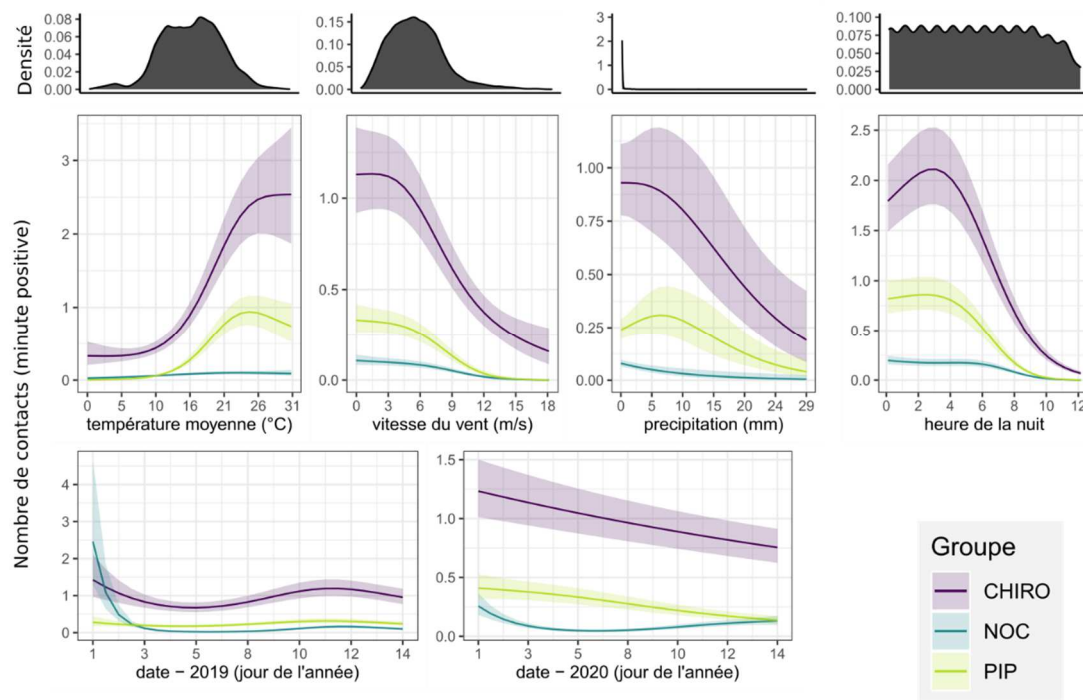 Densité
0.08
0.06
0.04
0.02
0.00
0.15
0.10
0.05
0.00
3
2
1
0
0.100
0.075
0.050
0.025
0.000
Nombre de contacts (minute positive)
3
2
1
0
0 5 10 16 21 26 31
température moyenne (°C)
1.0
0.5
0.0
0 3 6 9 12 15 18
vitesse du vent (m/s)
1.00
0.75
0.50
0.25
0.00
0 5 10 15 19 24 29
precipitation (mm)
2.5
2.0
1.5
1.0
0.5
0.0
0 2 4 6 8 10 12
heure de la nuit
4
3
2
1
0
1 3 5 8 10 12 14
date − 2019 (jour de l'année)
1.5
1.0
0.5
0.0
1 3 5 8 10 12 14
date − 2020 (jour de l'année)
Groupe
CHIRO
NOC
PIP